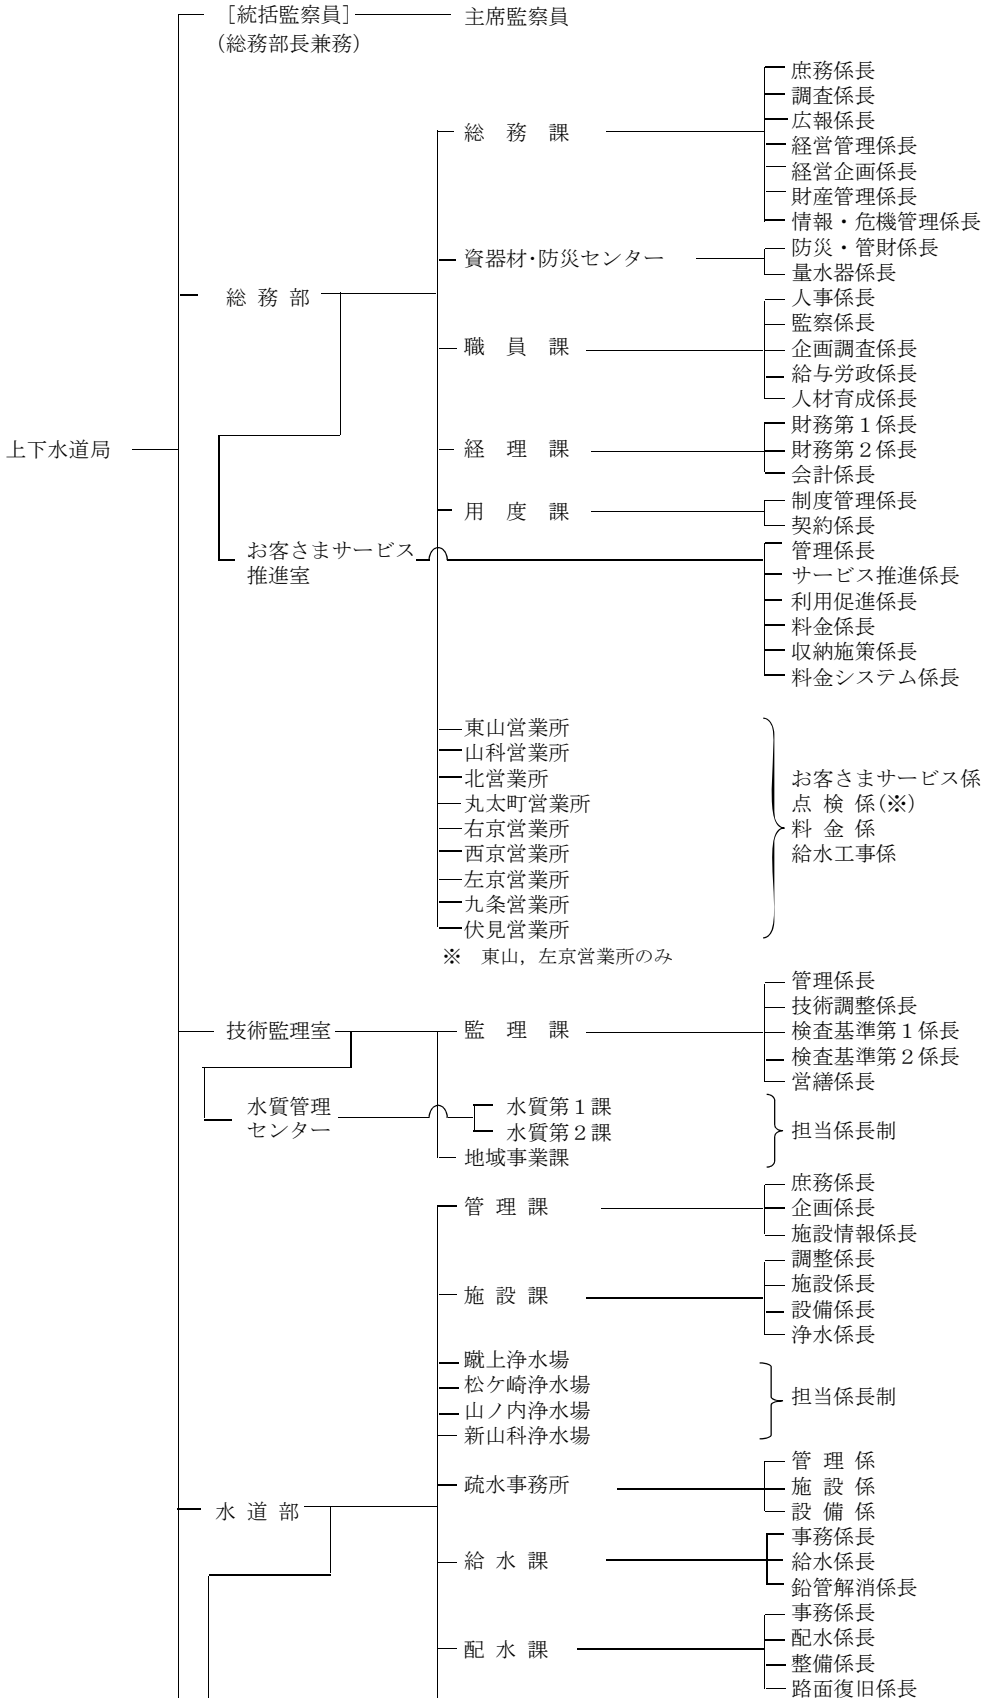 ［統括監察員］ 主席監察員
（総務部長兼務）
庶務係長
調査係長
広報係長
総　務　課
経営管理係長
経営企画係長
財産管理係長
情報・危機管理係長
防災・管財係長
資器材・防災センター
量水器係長
総 務 部
人事係長
監察係長
職　員　課
企画調査係長
給与労政係長
人材育成係長
財務第１係長
上下水道局
経　理　課
財務第２係長
会計係長
制度管理係長
用　度　課
契約係長
お客さまサービス
推進室
管理係長
サービス推進係長
利用促進係長
料金係長
収納施策係長
料金システム係長
東山営業所
山科営業所
北営業所
丸太町営業所
右京営業所
西京営業所
左京営業所
九条営業所
伏見営業所
お客さまサービス係
点 検 係（※）
料 金 係
給水工事係
※　東山，左京営業所のみ
管理係長
技術調整係長
技術監理室
監　理　課
検査基準第１係長
検査基準第２係長
営繕係長
水質管理
センター
水質第１課
水質第２課
地域事業課
担当係長制
庶務係長
管 理 課
企画係長
施設情報係長
調整係長
施設係長
施 設 課
設備係長
浄水係長
蹴上浄水場
松ケ崎浄水場
山ノ内浄水場
新山科浄水場
担当係長制
管 理 係
疏水事務所
施 設 係
設 備 係
水 道 部
事務係長
給 水 課
給水係長
鉛管解消係長
事務係長
配水係長
配 水 課
整備係長
路面復旧係長